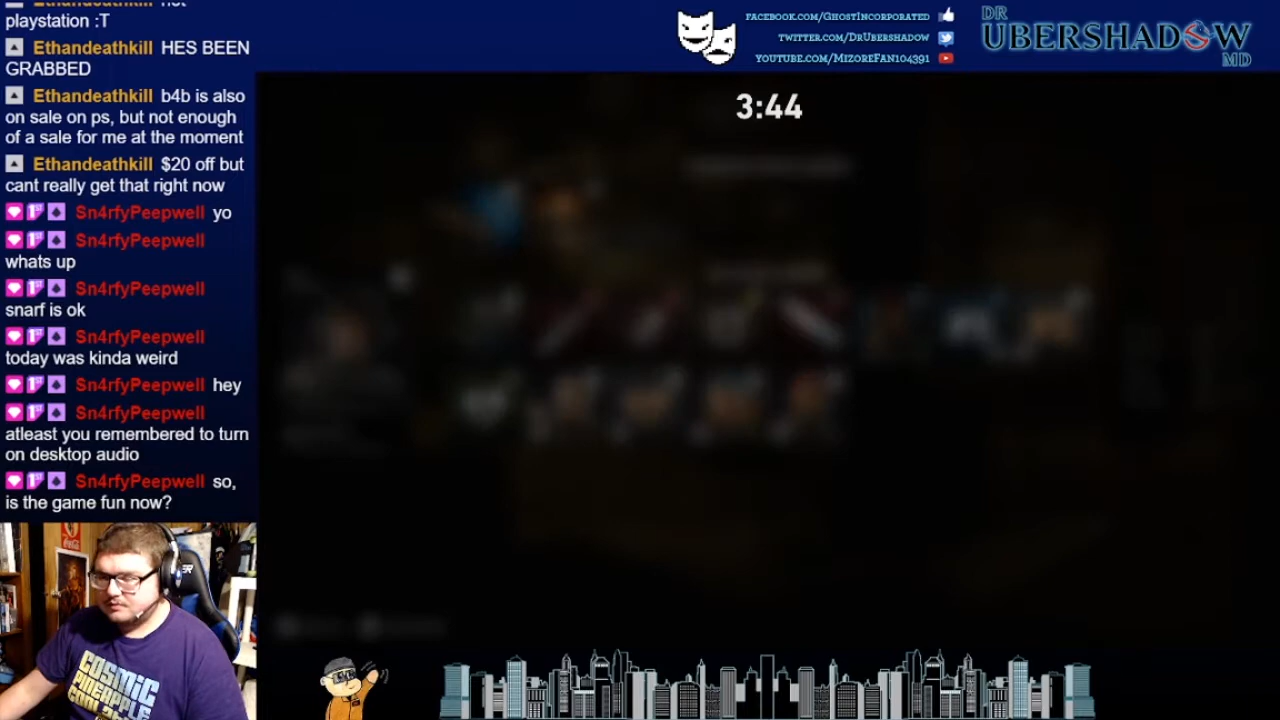 playstation :T
Ethandeathkill HES BEEN
GRABBED
Ethandeathkill b4b is also
on sale on ps, but not enough
of a sale for me at the moment
Ethandeathkill $20 off but
cant really get that right now
Sn4rfyPeepwell yo
Sn4rfyPeepwell
whats up
Sn4rfyPeepwell
snarf is ok
Sn4rfyPeepwell
today was kinda weird
Sn4rfyPeepwell hey
Sn4rfyPeepwell
atleast you remembered to turn
on desktop audio
Sn4rfyPeepwell so,
is the game fun now?
facebook.com/GhostIncorporated
twitter.com/DrUbershadow
youtube.com/MizoreFan104391
DR
UBERSHADOW
MD
3:44
COSMIC